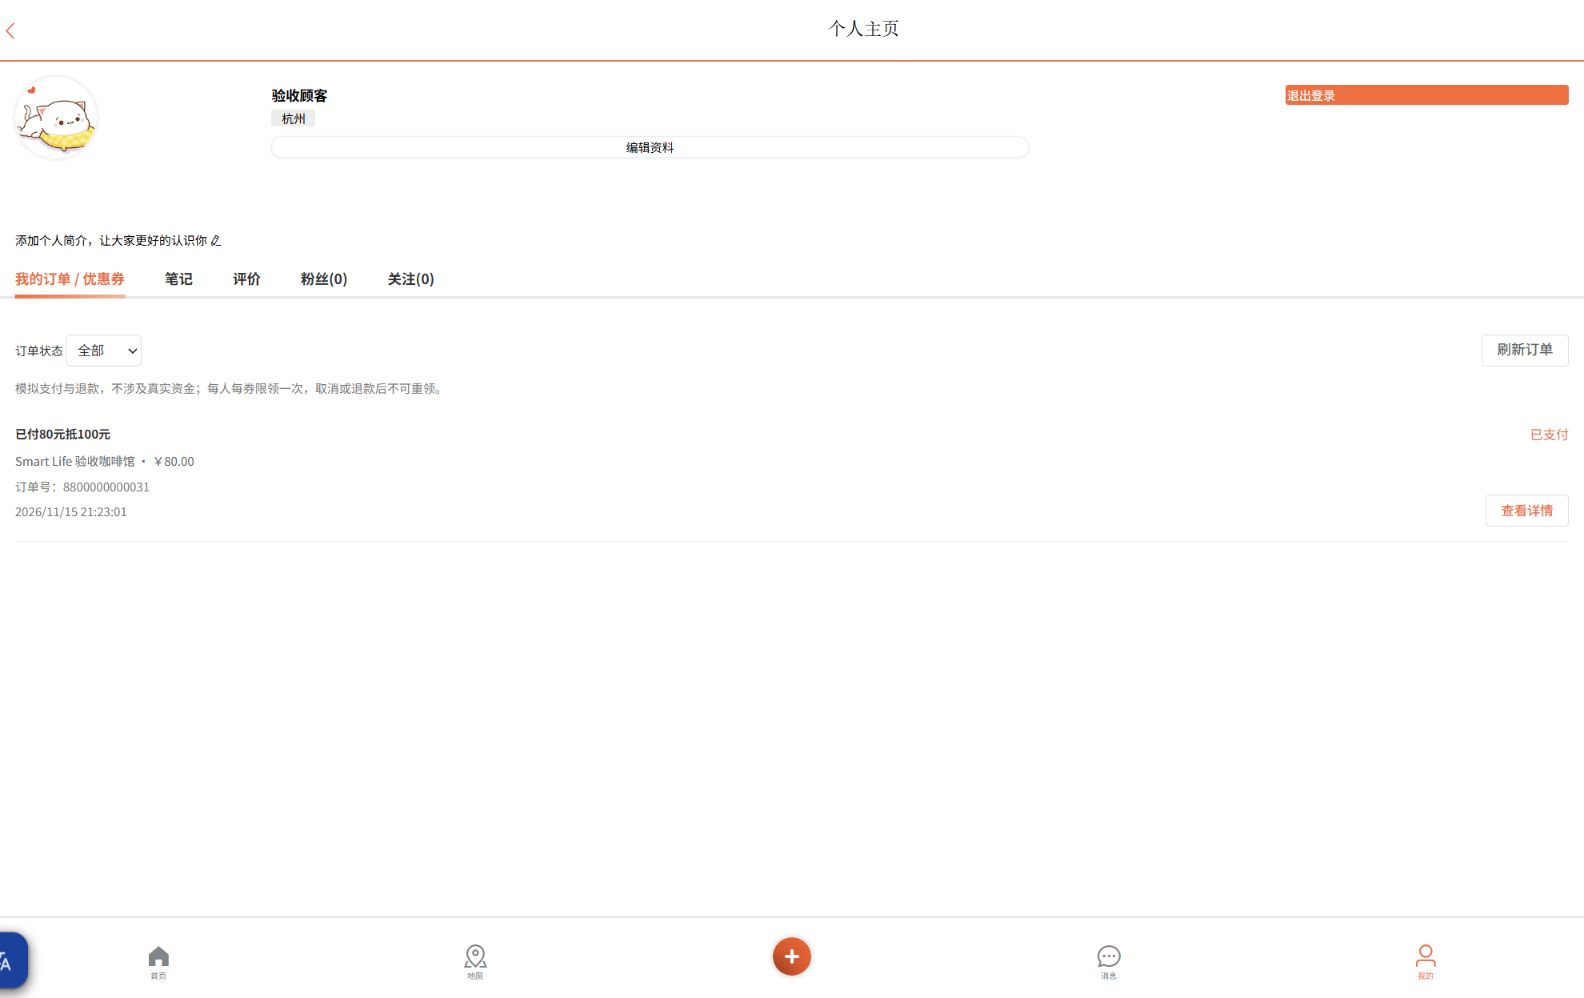 个人主页
验收顾客
退出登录
杭州
编辑资料
添加个人简介，让大家更好的认识你
我的订单 / 优惠券 笔记 评价 粉丝(0) 关注(0)
订单状态 全部 刷新订单
模拟支付与退款，不涉及真实资金；每人每券限领一次，取消或退款后不可重领。
已付80元抵100元 已支付
Smart Life 验收咖啡馆 · ￥80.00
订单号：8800000000031
2026/11/15 21:23:01 查看详情
首页 地图 消息 我的